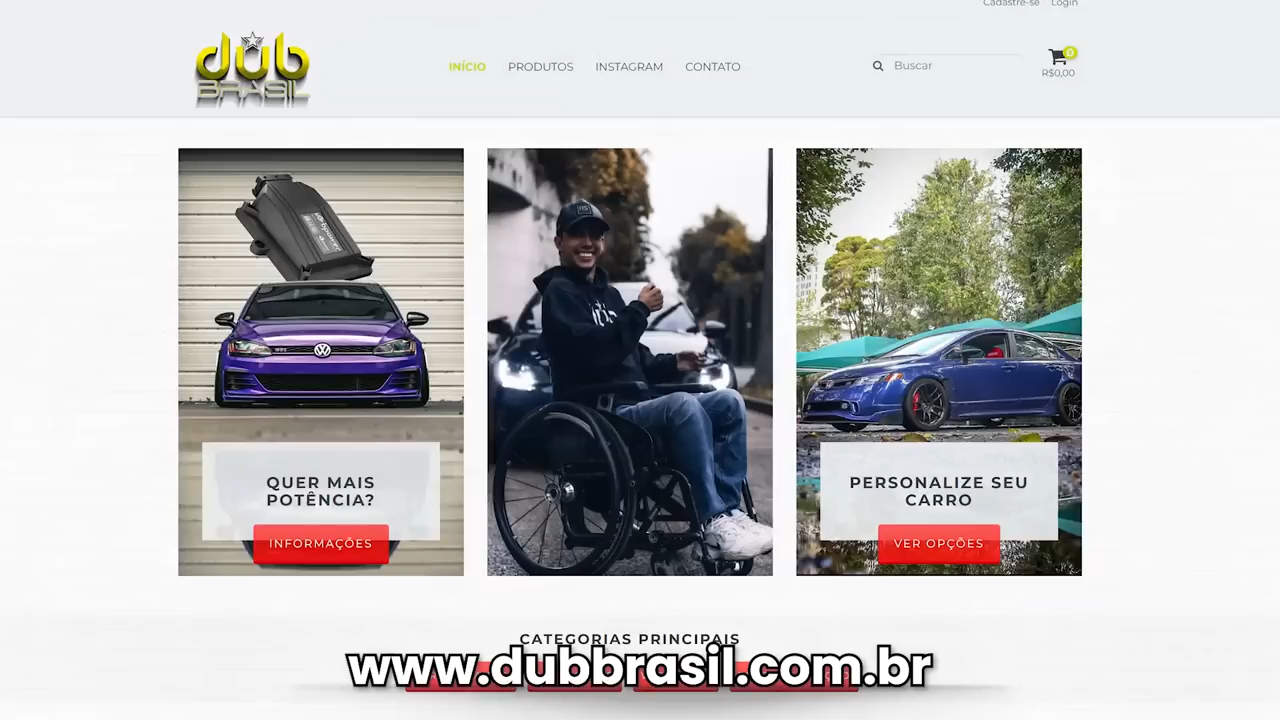 Cadastre-se Login
dub
BRASIL
INÍCIO PRODUTOS INSTAGRAM CONTATO
Buscar
0
R$0,00
QUER MAIS
POTÊNCIA?
INFORMAÇÕES
PERSONALIZE SEU
CARRO
VER OPÇÕES
CATEGORIAS PRINCIPAIS
www.dubbrasil.com.br